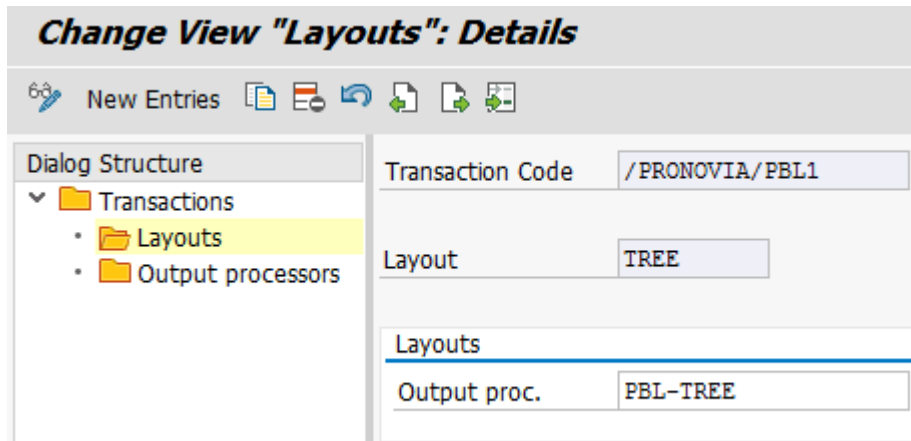 Change View "Layouts": Details
New Entries
Dialog Structure
Transactions
Layouts
Output processors
Transaction Code /PRONOVIA/PBL1
Layout TREE
Layouts
Output proc. PBL-TREE